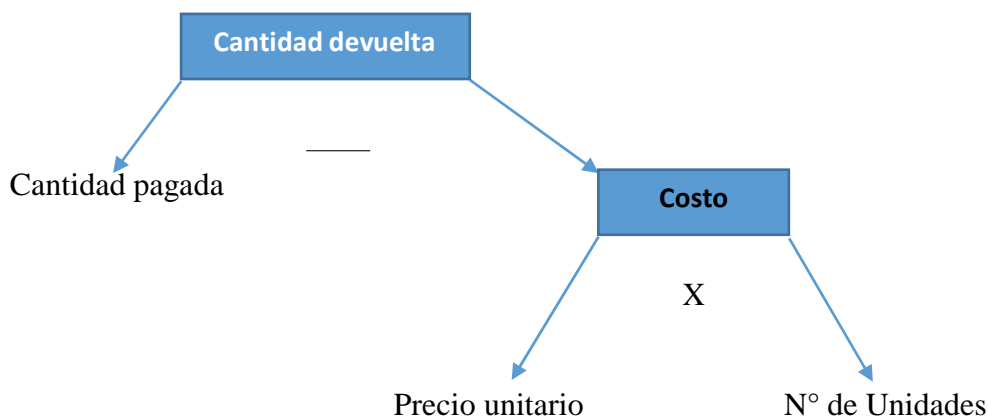 Cantidad devuelta
Cantidad pagada
Costo
X
Precio unitario
N° de Unidades